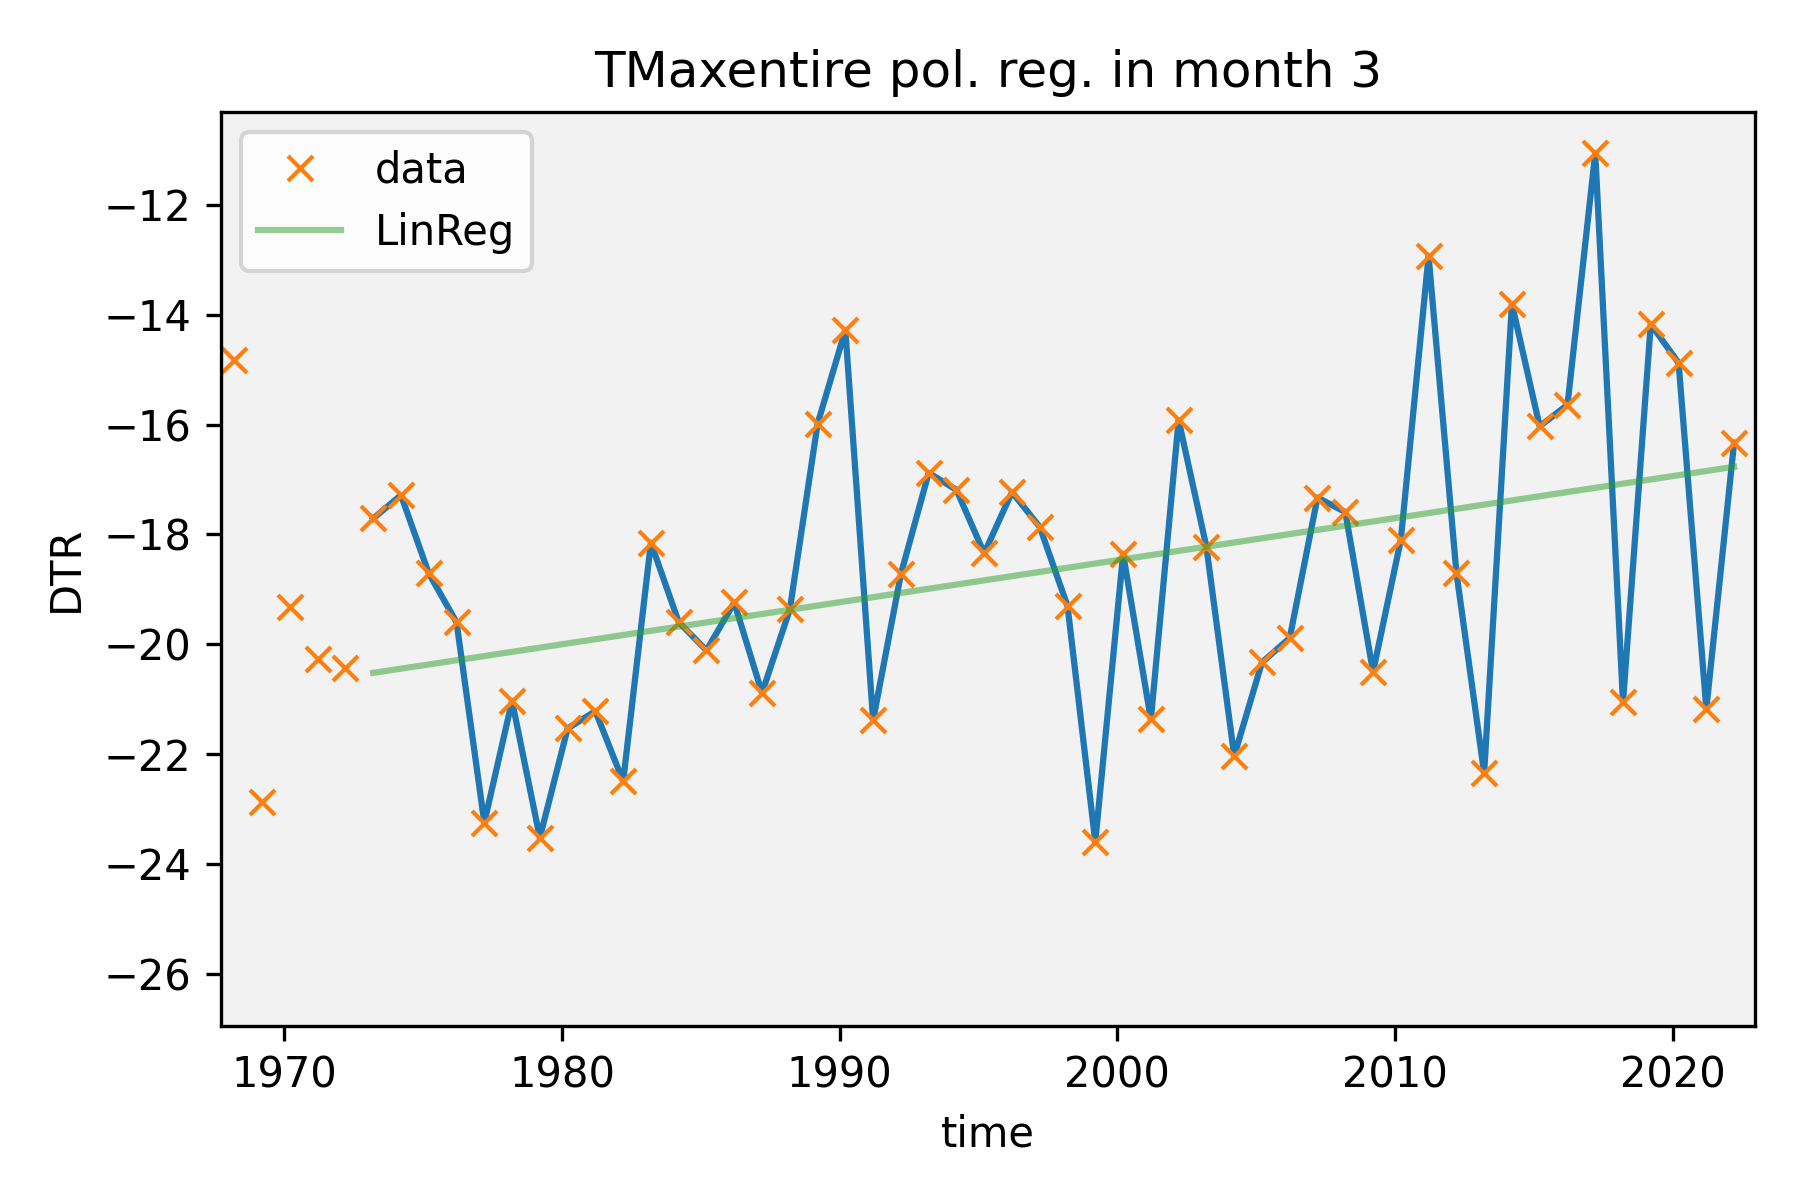 TMaxentire pol. reg. in month 3
data
LinReg
−12
−14
−16
−18
−20
−22
−24
−26
DTR
1970 1980 1990 2000 2010 2020
time